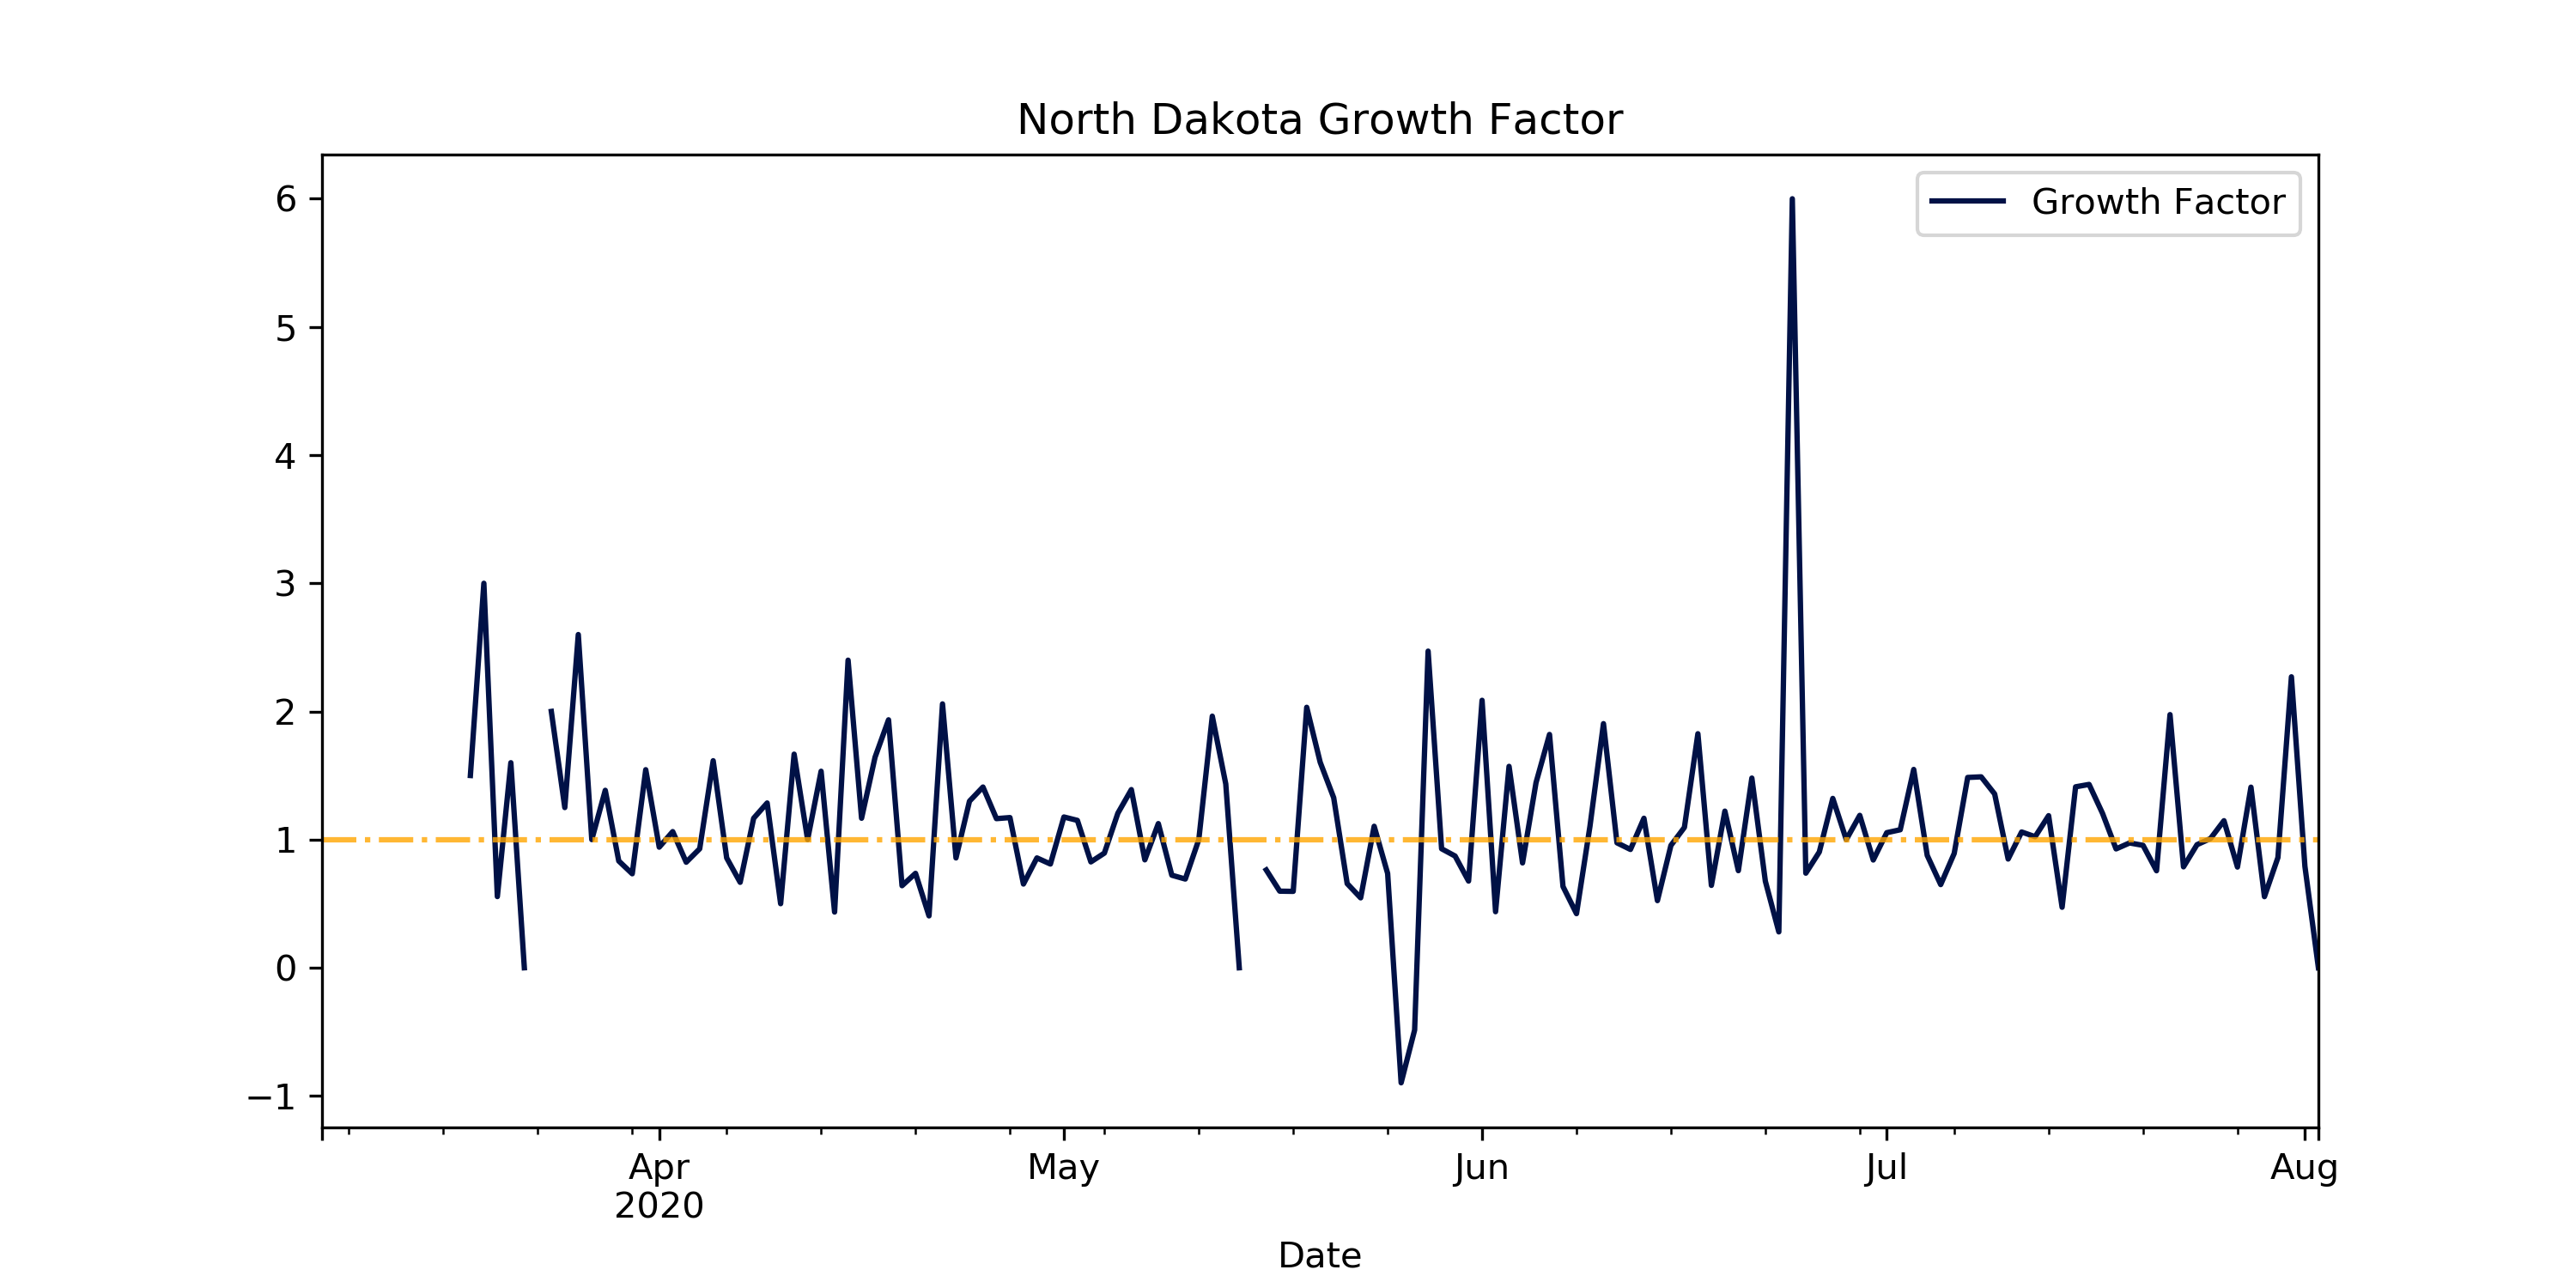 North Dakota Growth Factor
Growth Factor
6
5
4
3
2
1
0
−1
Apr
2020
May
Jun
Jul
Aug
Date